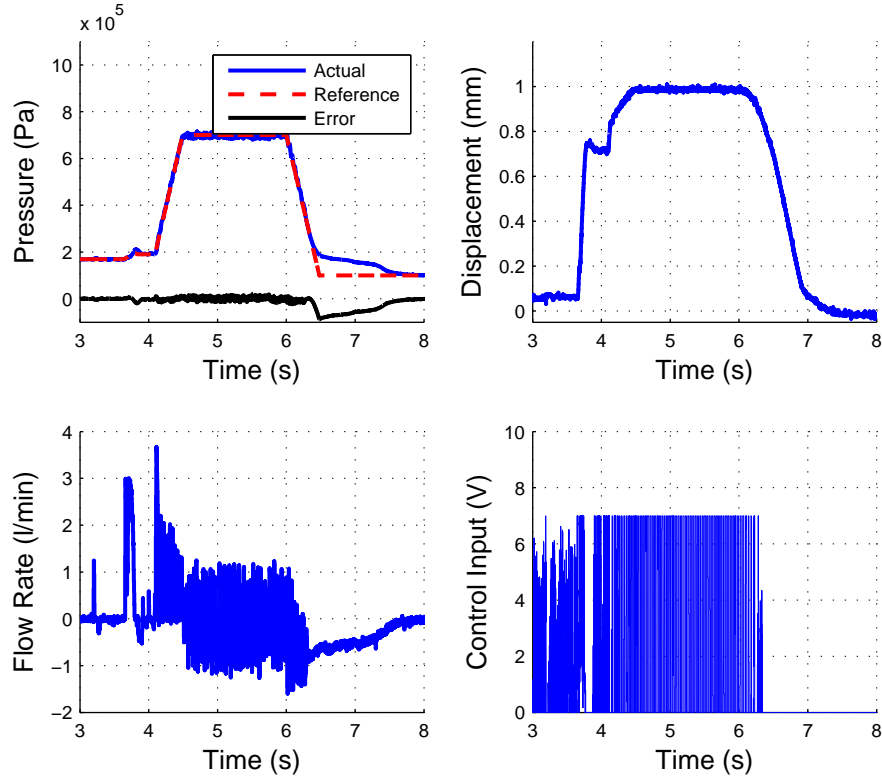 x 10^5
10
8
6
4
2
0
Pressure (Pa)
Actual
Reference
Error
3 4 5 6 7 8
Time (s)
1
0.8
0.6
0.4
0.2
0
Displacement (mm)
3 4 5 6 7 8
Time (s)
4
3
2
1
0
−1
−2
Flow Rate (l/min)
3 4 5 6 7 8
Time (s)
10
8
6
4
2
0
Control Input (V)
3 4 5 6 7 8
Time (s)